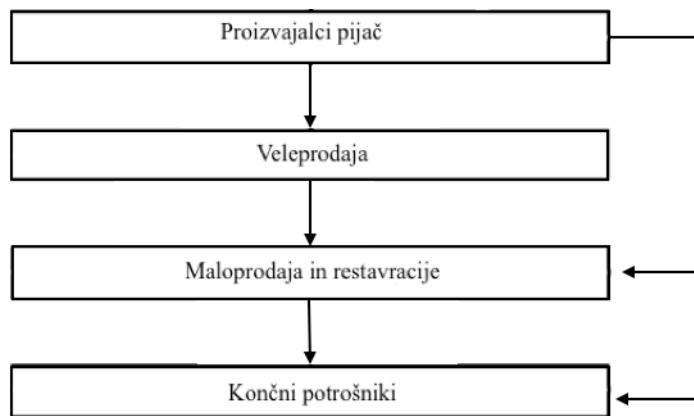 Proizvajalci pijač
Veleprodaja
Maloprodaja in restavracije
Končni potrošniki